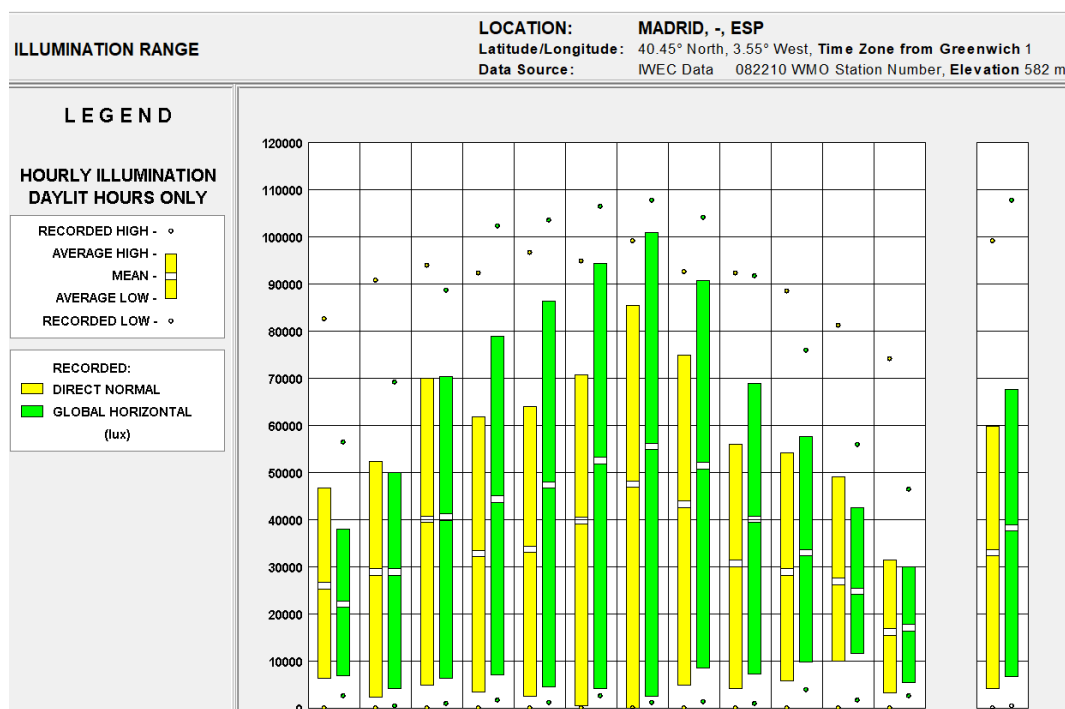 ILLUMINATION RANGE
LOCATION: MADRID, -, ESP
Latitude/Longitude: 40.45° North, 3.55° West, Time Zone from Greenwich 1
Data Source: IWEC Data 082210 WMO Station Number, Elevation 582 m
LEGEND
HOURLY ILLUMINATION
DAYLIT HOURS ONLY
RECORDED HIGH -
AVERAGE HIGH -
MEAN -
AVERAGE LOW -
RECORDED LOW -
RECORDED:
DIRECT NORMAL
GLOBAL HORIZONTAL
(lux)
120000
110000
100000
90000
80000
70000
60000
50000
40000
30000
20000
10000
0